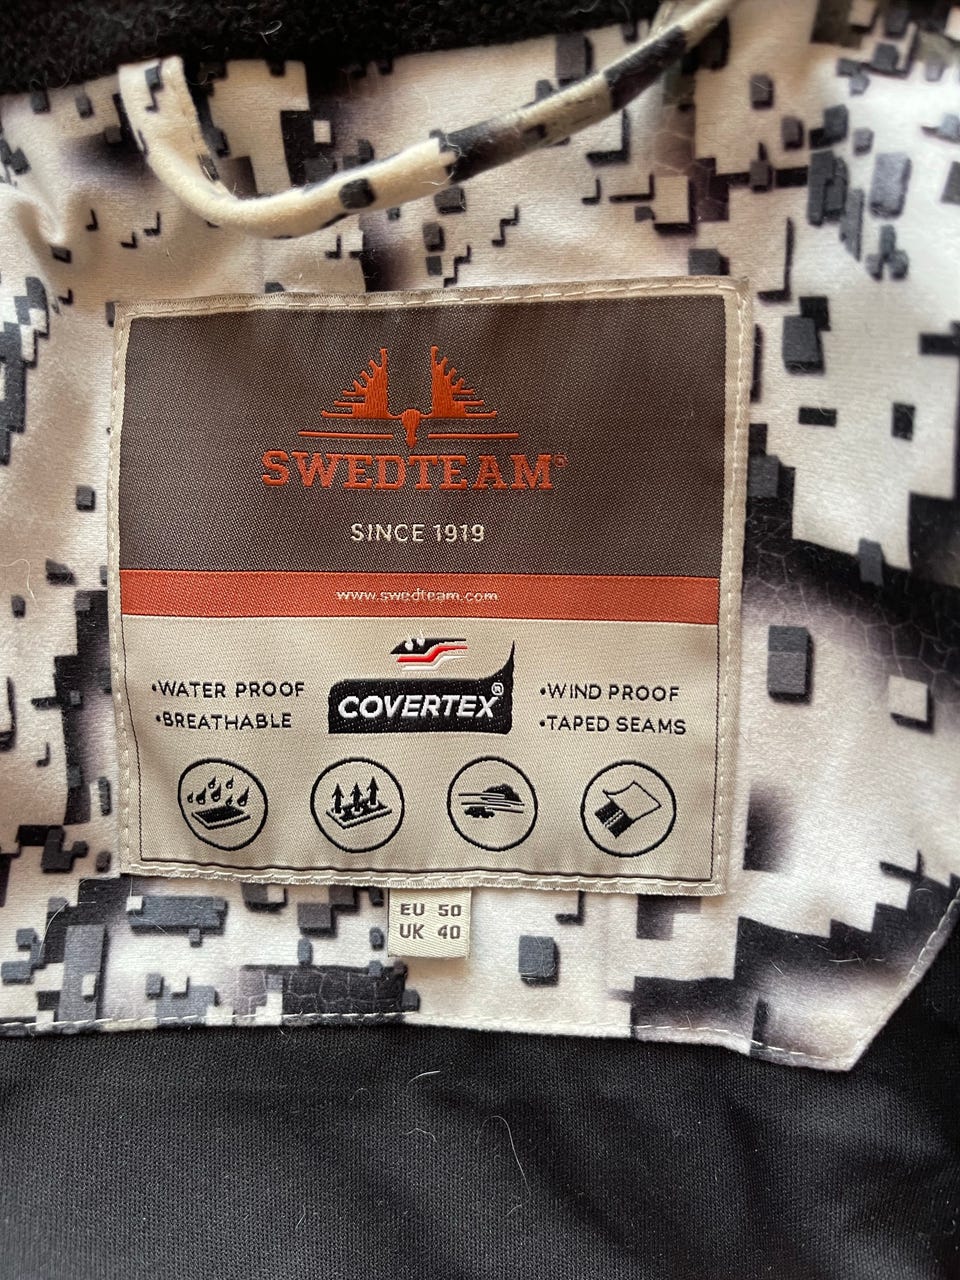 SWEDTEAM®
SINCE 1919
www.swedteam.com
•WATER PROOF
•BREATHABLE
COVERTEX®
•WIND PROOF
•TAPED SEAMS
EU 50
UK 40